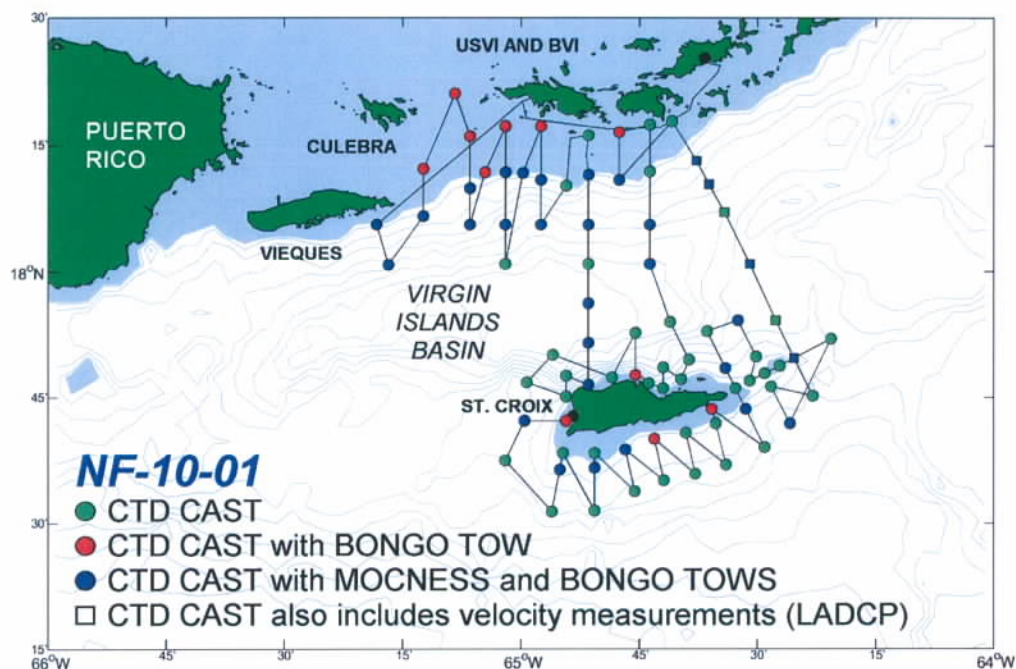 30'
USVI AND BVI
PUERTO
RICO
CULEBRA
15'
VIEQUES
18°N
VIRGIN
ISLANDS
BASIN
45'
ST. CROIX
NF-10-01
CTD CAST
30'
CTD CAST with BONGO TOW
CTD CAST with MOCNESS and BONGO TOWS
CTD CAST also includes velocity measurements (LADCP)
15'
66°W 45' 30' 15' 65°W 45' 30' 15' 64°W